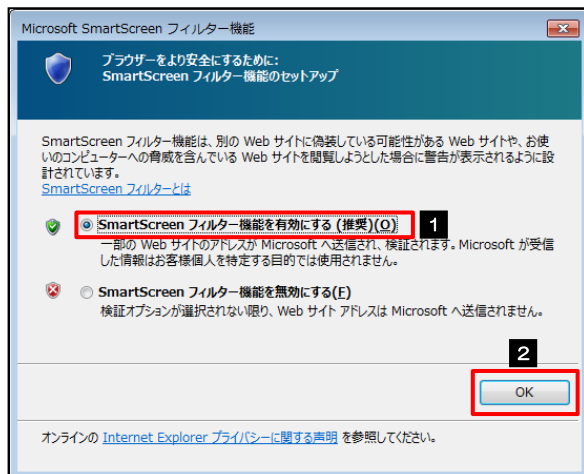 Microsoft SmartScreen フィルター機能
ブラウザーをより安全にするために:
SmartScreen フィルター機能のセットアップ
SmartScreen フィルター機能は、別の Web サイトに偽装している可能性がある Web サイトや、お使
いのコンピューターへの脅威を含んでいる Web サイトを閲覧しようとした場合に警告が表示されるように設
計されています。
SmartScreen フィルターとは
SmartScreen フィルター機能を有効にする (推奨)(O)
1
一部の Web サイトのアドレスが Microsoft へ送信され、検証されます。Microsoft が受信
した情報はお客様個人を特定する目的では使用されません。
SmartScreen フィルター機能を無効にする(F)
検証オプションが選択されない限り、Web サイト アドレスは Microsoft へ送信されません。
2
OK
オンラインの Internet Explorer プライバシーに関する声明 を参照してください。